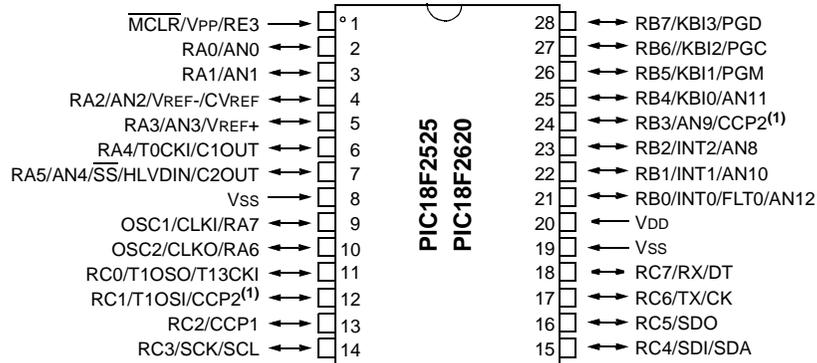 MCLR/VPP/RE3 1 28 RB7/KBI3/PGD
RA0/AN0 2 27 RB6//KBI2/PGC
RA1/AN1 3 26 RB5/KBI1/PGM
RA2/AN2/VREF-/CVREF 4 25 RB4/KBI0/AN11
RA3/AN3/VREF+ 5 24 RB3/AN9/CCP2(1)
RA4/T0CKI/C1OUT 6 23 RB2/INT2/AN8
RA5/AN4/SS/HLVDIN/C2OUT 7 22 RB1/INT1/AN10
VSS 8 21 RB0/INT0/FLT0/AN12
OSC1/CLKI/RA7 9 20 VDD
OSC2/CLKO/RA6 10 19 VSS
RC0/T1OSO/T13CKI 11 18 RC7/RX/DT
RC1/T1OSI/CCP2(1) 12 17 RC6/TX/CK
RC2/CCP1 13 16 RC5/SDO
RC3/SCK/SCL 14 15 RC4/SDI/SDA
PIC18F2525
PIC18F2620